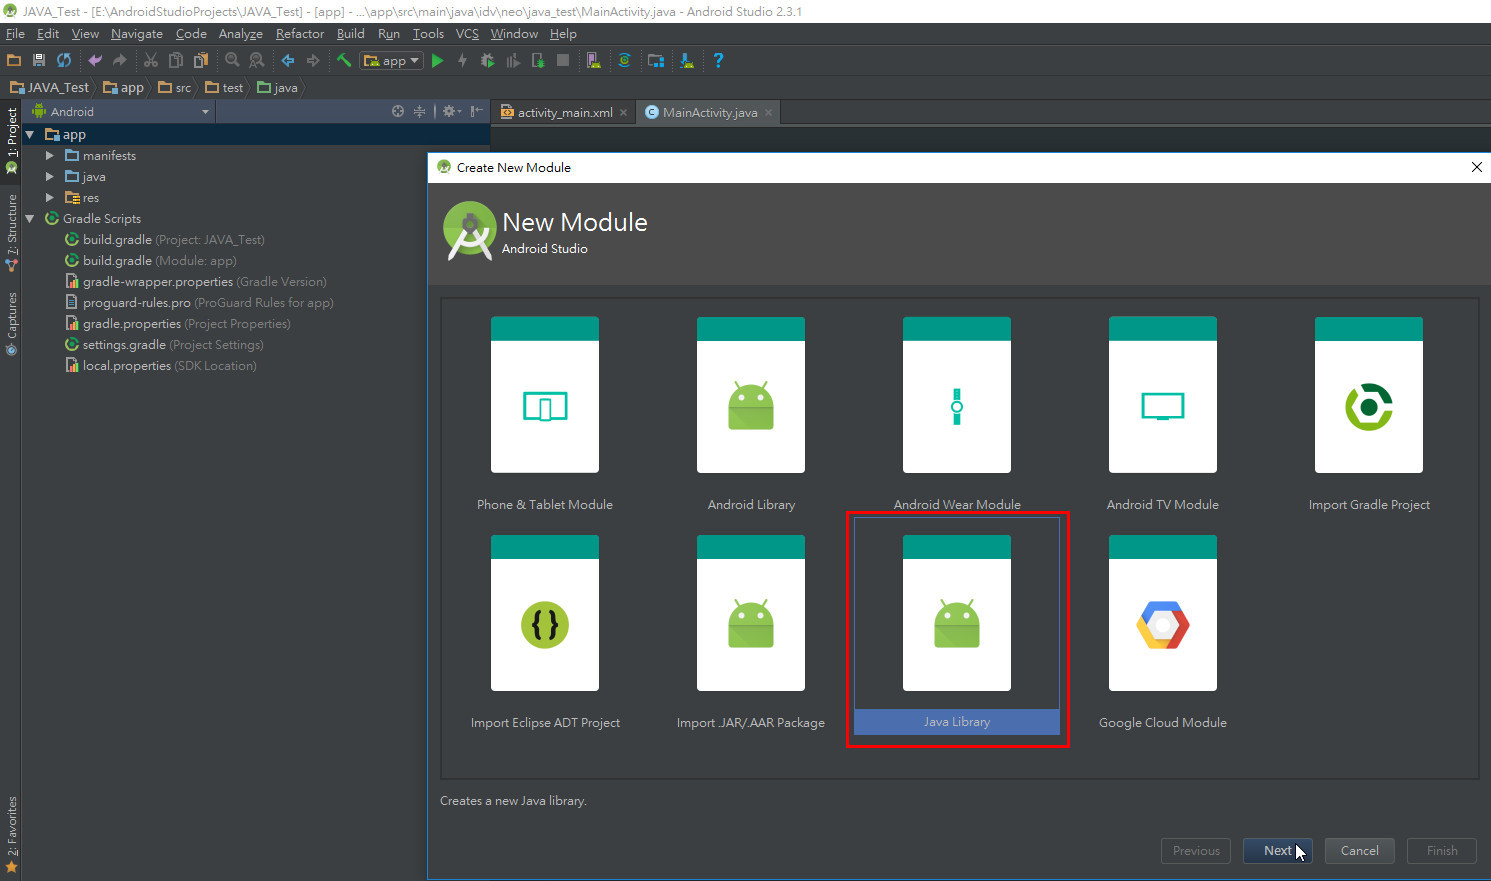 JAVA_Test - [E:\AndroidStudioProjects\JAVA_Test] - [app] - ...\app\src\main\java\idv\neo\java_test\MainActivity.java - Android Studio 2.3.1
File Edit View Navigate Code Analyze Refactor Build Run Tools VCS Window Help
app
JAVA_Test app src test java
1: Project
7: Structure
Captures
2: Favorites
Android
activity_main.xml MainActivity.java
app
manifests
java
res
Gradle Scripts
build.gradle (Project: JAVA_Test)
build.gradle (Module: app)
gradle-wrapper.properties (Gradle Version)
proguard-rules.pro (ProGuard Rules for app)
gradle.properties (Project Properties)
settings.gradle (Project Settings)
local.properties (SDK Location)
Create New Module
New Module
Android Studio
Phone & Tablet Module Android Library Android Wear Module Android TV Module Import Gradle Project
Import Eclipse ADT Project Import .JAR/.AAR Package Java Library Google Cloud Module
Creates a new Java library.
Previous Next Cancel Finish